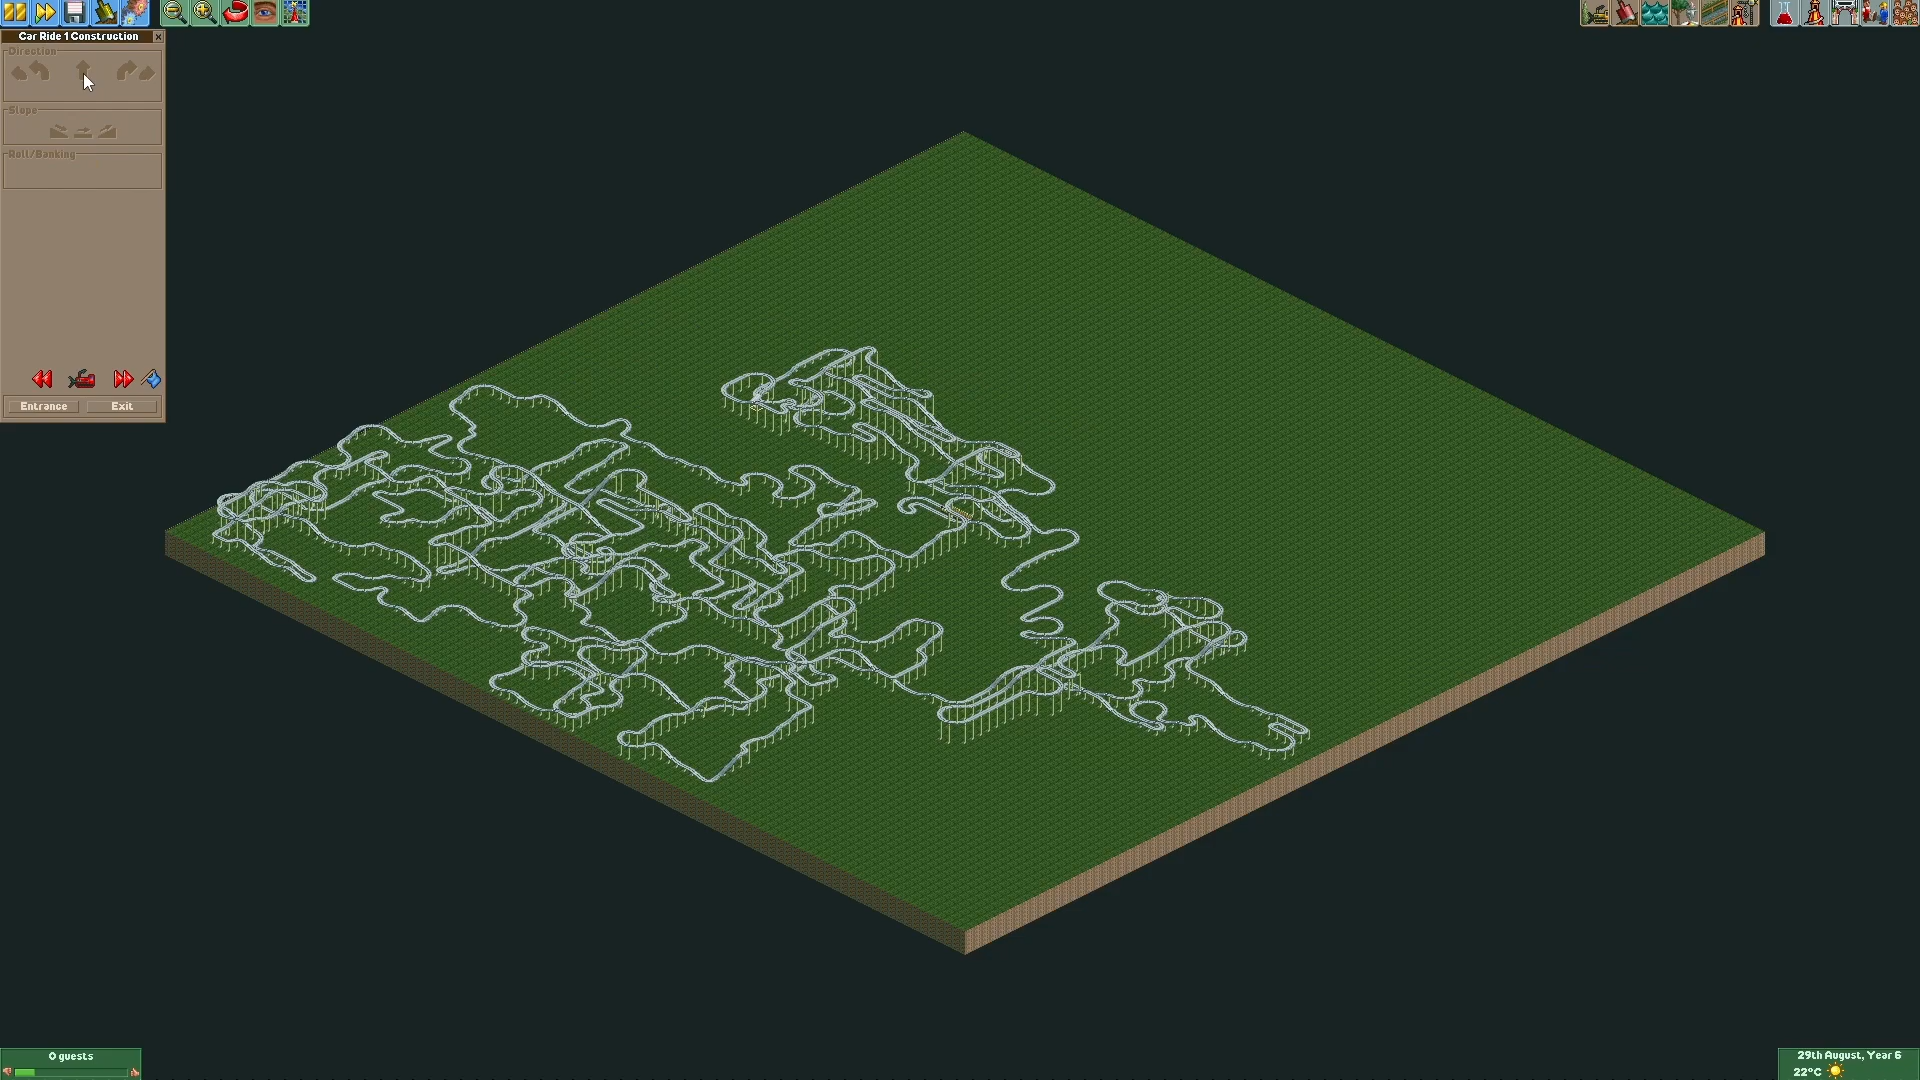 Car Ride 1 Construction
Direction
Slope
Roll/Banking
Entrance
Exit
0 guests
29th August, Year 6
22°C